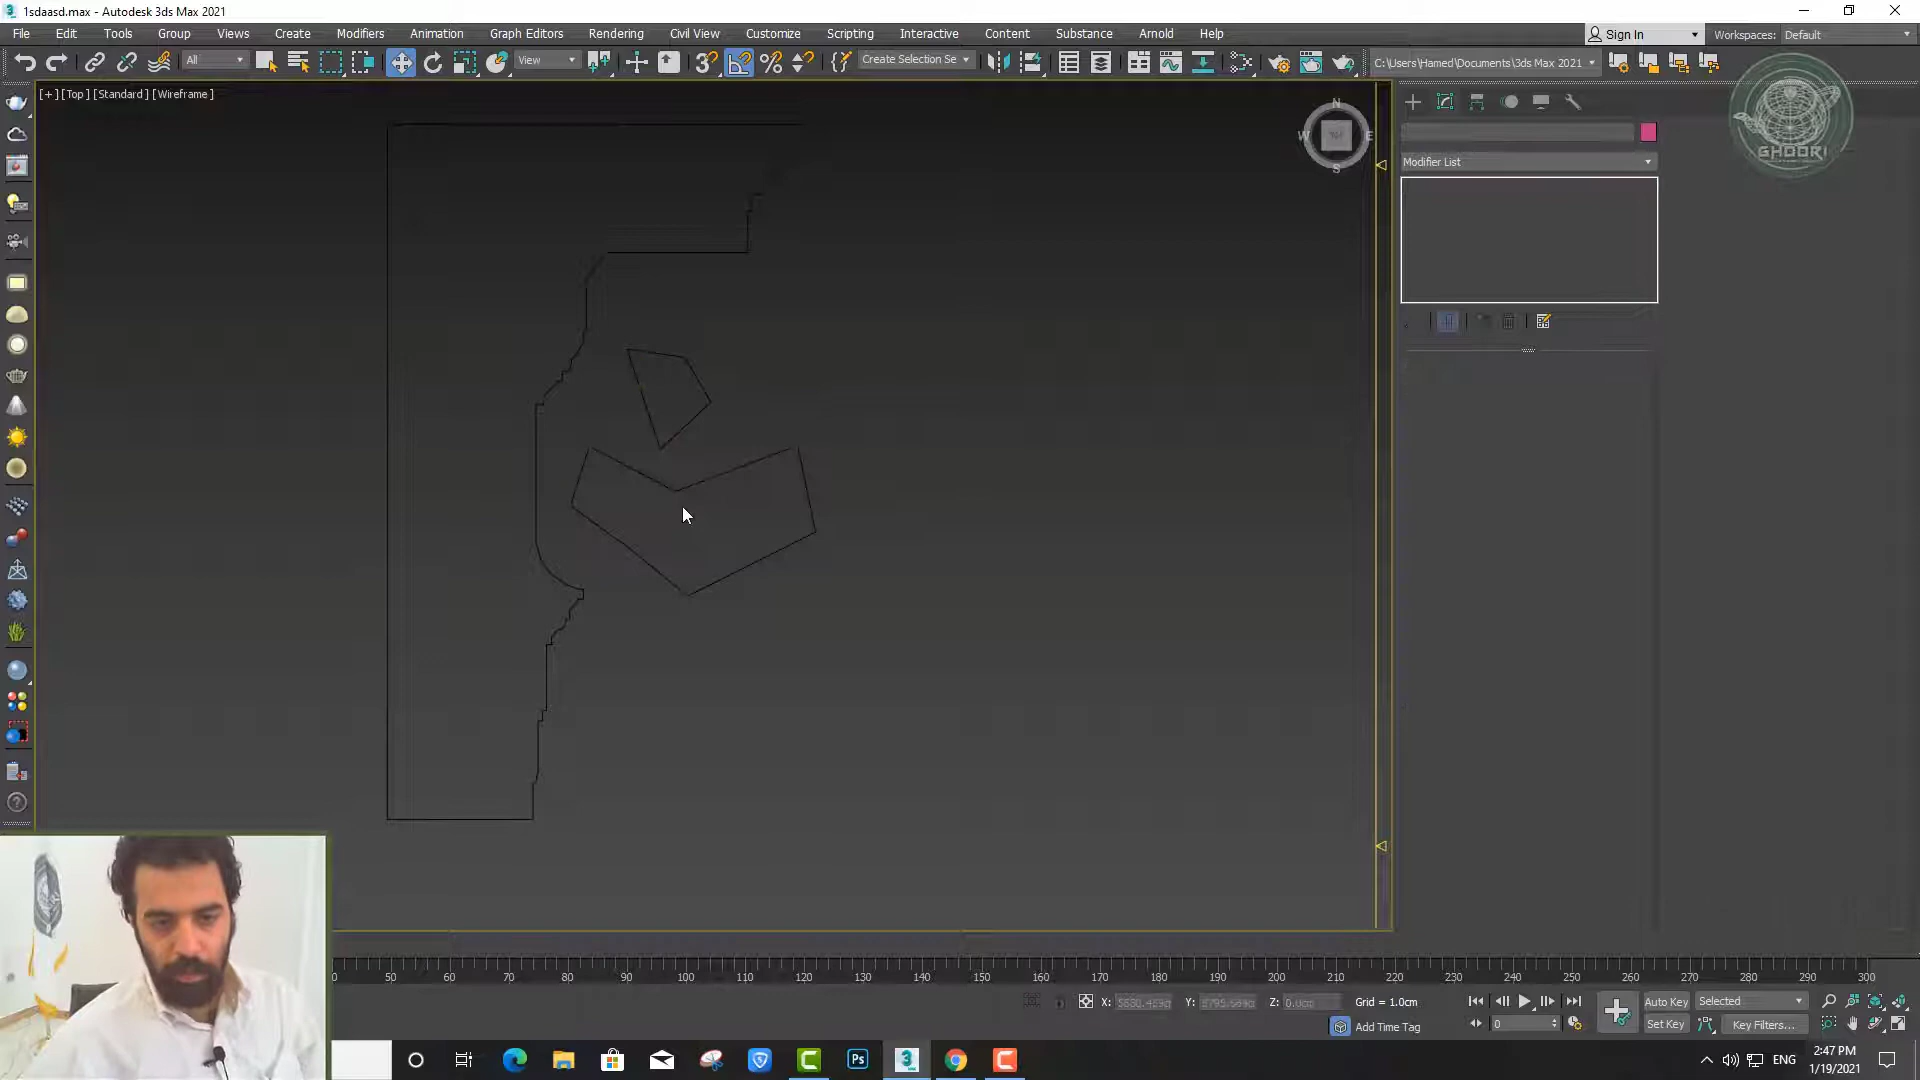 1sdaasd.max - Autodesk 3ds Max 2021
File Edit Tools Group Views Create Modifiers Animation Graph Editors Rendering Civil View Customize Scripting Interactive Content Substance Arnold Help
Sign In
Workspaces: Default
All
View
Create Selection Se
C:\Users\Hamed\Documents\3ds Max 2021
[+] [Top] [Standard] [Wireframe]
N
W
E
S
GHOORI
Modifier List
50 60 70 80 90 100 110 120 130 140 150 160 170 180 190 200 210 220 230 240 250 260 270 280 290 300
X:
Y:
Z: 0.0cm
Grid = 1.0cm
Auto Key
Selected
Add Time Tag
0
Set Key
Key Filters...
Ps
3
ENG
2:47 PM
1/19/2021